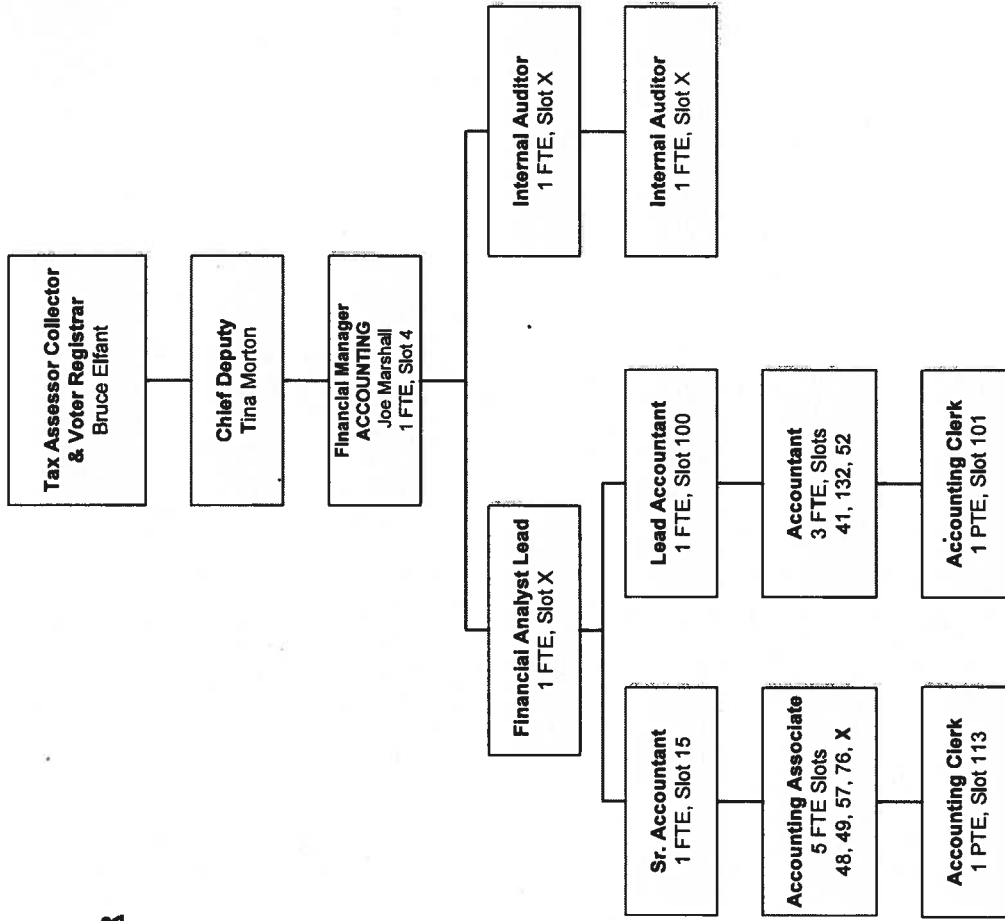 Tax Assessor Collector
& Voter Registrar
Bruce Elfant
Chief Deputy
Tina Morton
Financial Manager
ACCOUNTING
Joe Marshall
1 FTE, Slot 4
Financial Analyst Lead
1 FTE, Slot X
Internal Auditor
1 FTE, Slot X
Internal Auditor
1 FTE, Slot X
Sr. Accountant
1 FTE, Slot 15
Lead Accountant
1 FTE, Slot 100
Accounting Associate
5 FTE Slots
48, 49, 57, 76, X
Accountant
3 FTE, Slots
41, 132, 52
Accounting Clerk
1 PTE, Slot 113
Accounting Clerk
1 PTE, Slot 101